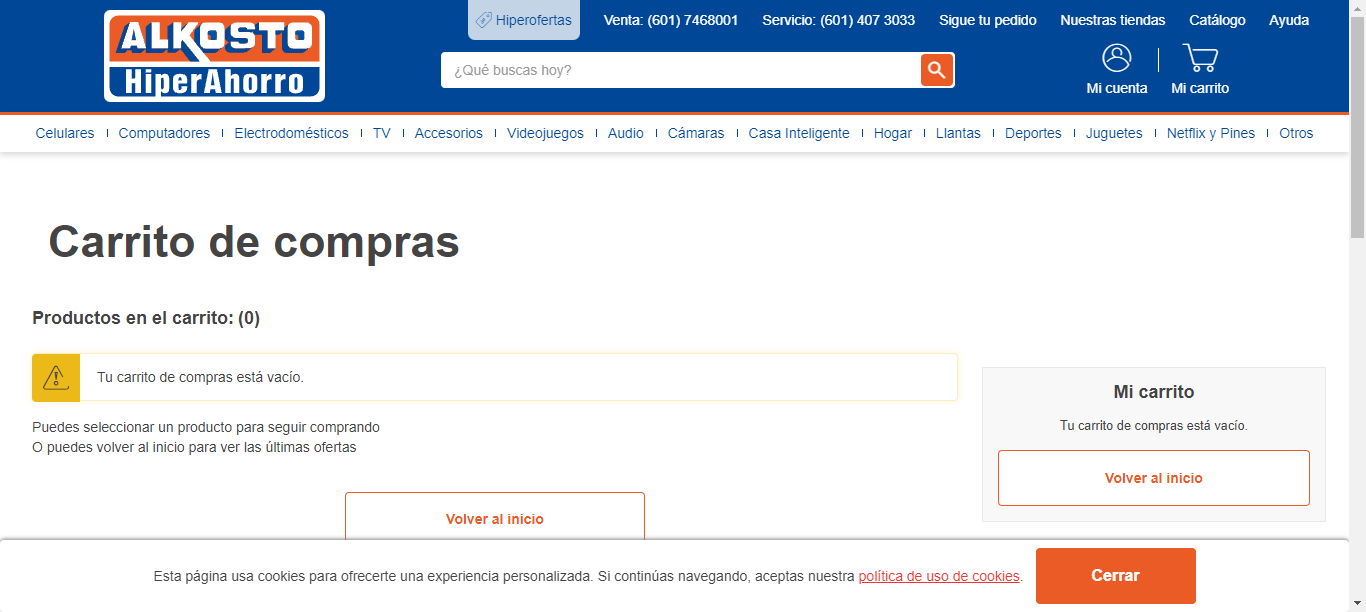 ALKOSTO
HiperAhorro
Hiperofertas
Venta: (601) 7468001
Servicio: (601) 407 3033
Sigue tu pedido
Nuestras tiendas
Catálogo
Ayuda
¿Qué buscas hoy?
Mi cuenta
Mi carrito
Celulares
Computadores
Electrodomésticos
TV
Accesorios
Videojuegos
Audio
Cámaras
Casa Inteligente
Hogar
Llantas
Deportes
Juguetes
Netflix y Pines
Otros
Carrito de compras
Productos en el carrito: (0)
Tu carrito de compras está vacío.
Puedes seleccionar un producto para seguir comprando
O puedes volver al inicio para ver las últimas ofertas
Volver al inicio
Mi carrito
Tu carrito de compras está vacío.
Volver al inicio
Esta página usa cookies para ofrecerte una experiencia personalizada. Si continúas navegando, aceptas nuestra política de uso de cookies.
Cerrar